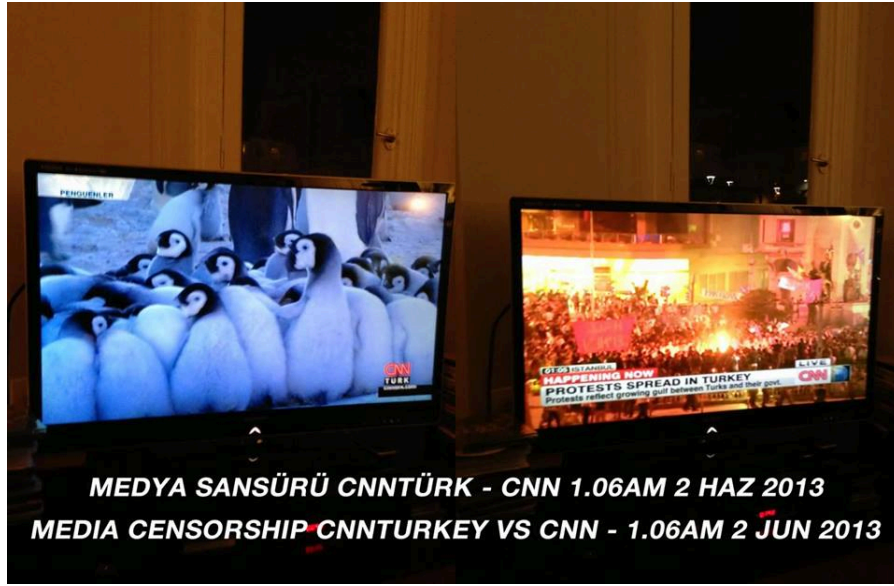 PENGUENLER
CNN
TURK
01:06 ISTANBUL
LIVE
HAPPENING NOW
PROTESTS SPREAD IN TURKEY
CNN
Protests reflect growing gulf between Turks and their govt.
MEDYA SANSÜRÜ CNNTÜRK - CNN 1.06AM 2 HAZ 2013
MEDIA CENSORSHIP CNNTURKEY VS CNN - 1.06AM 2 JUN 2013